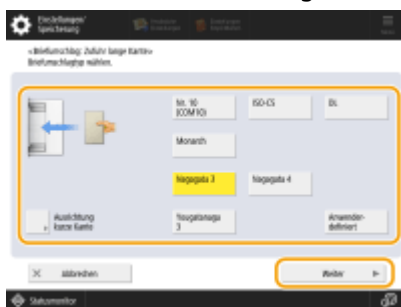 Einstellungen/
Speicherung
<Briefumschlag: Zufuhr lange Kante>
Briefumschlagtyp wählen.
Nr. 10
(COM10)
ISO-C5
DL
Monarch
Nagagata 3
Nagagata 4
Ausrichtung
kurze Kante
Yougatanaga
3
Anwender-
definiert
× Abbrechen
Weiter
Statusmonitor